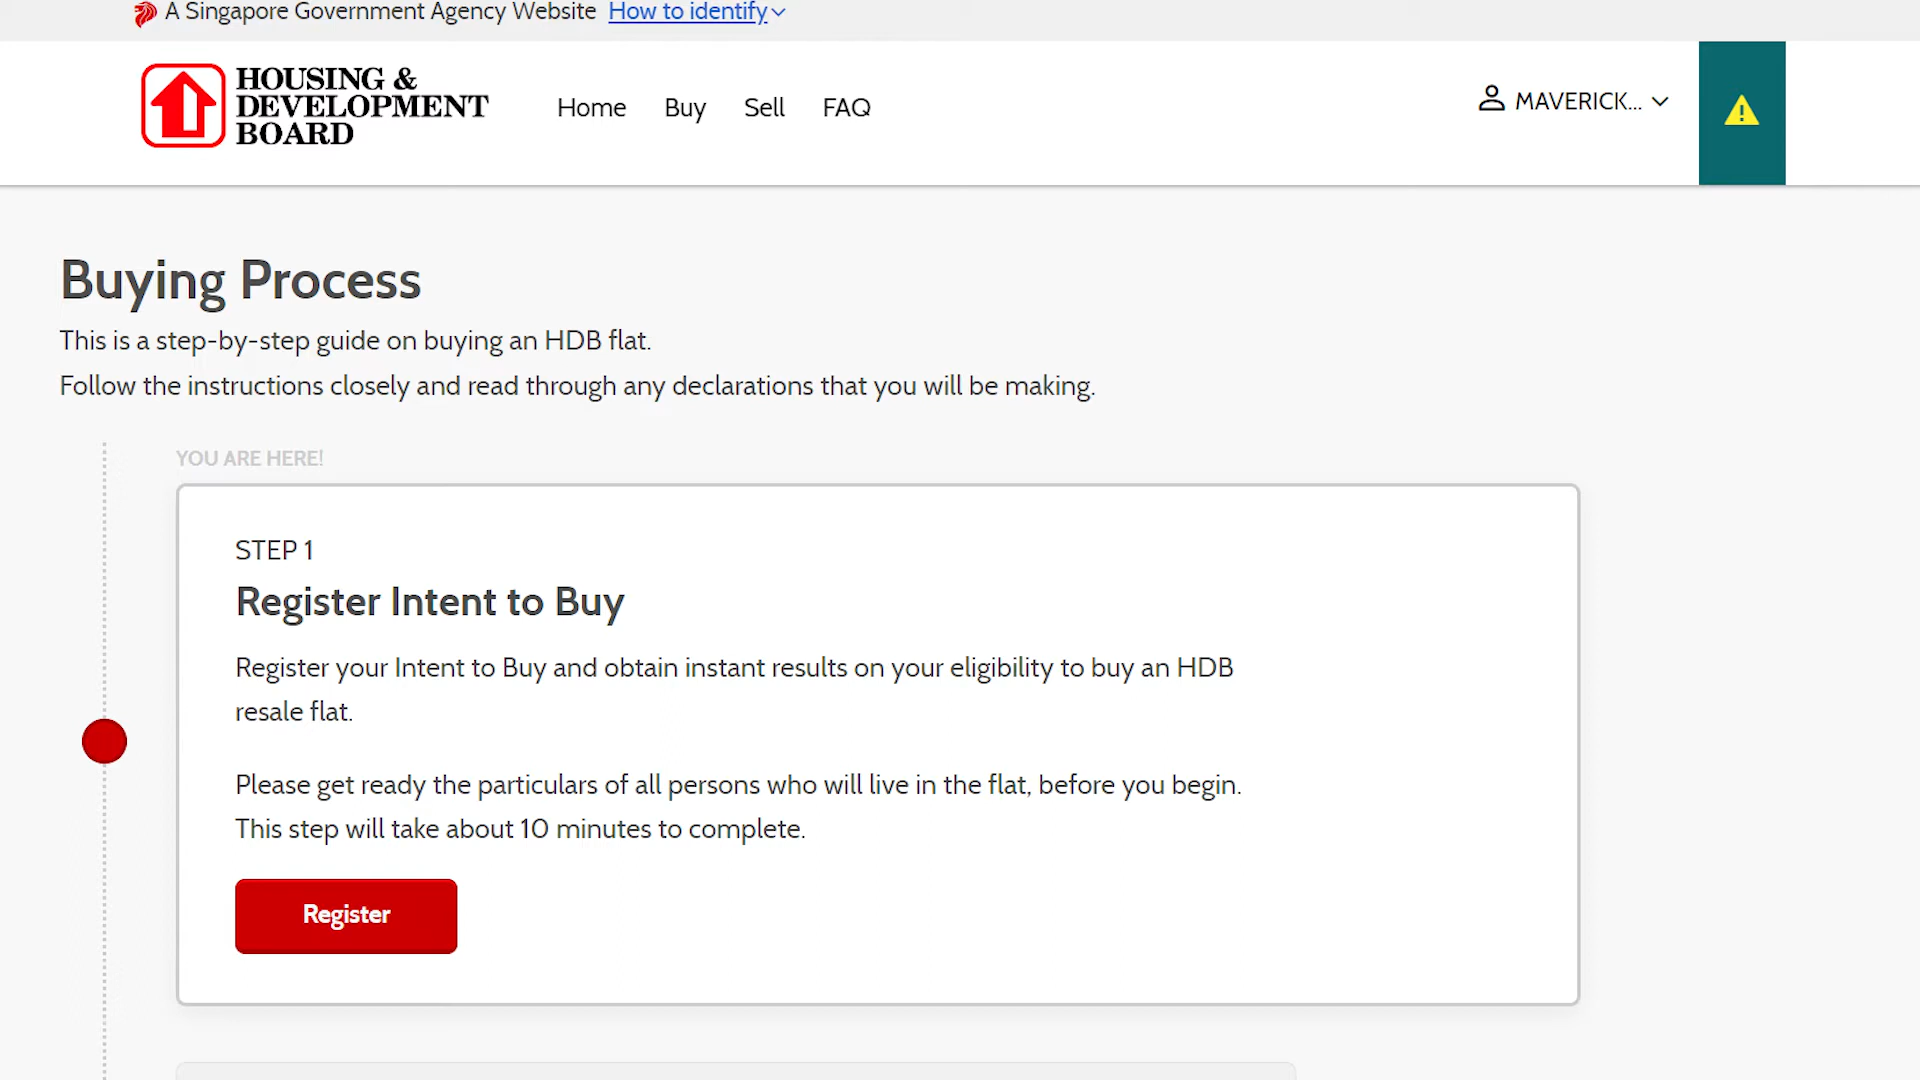 A Singapore Government Agency Website How to identify
HOUSING &
DEVELOPMENT
BOARD
Home Buy Sell FAQ
MAVERICK...
Buying Process
This is a step-by-step guide on buying an HDB flat.
Follow the instructions closely and read through any declarations that you will be making.
YOU ARE HERE!
STEP 1
Register Intent to Buy
Register your Intent to Buy and obtain instant results on your eligibility to buy an HDB
resale flat.
Please get ready the particulars of all persons who will live in the flat, before you begin.
This step will take about 10 minutes to complete.
Register